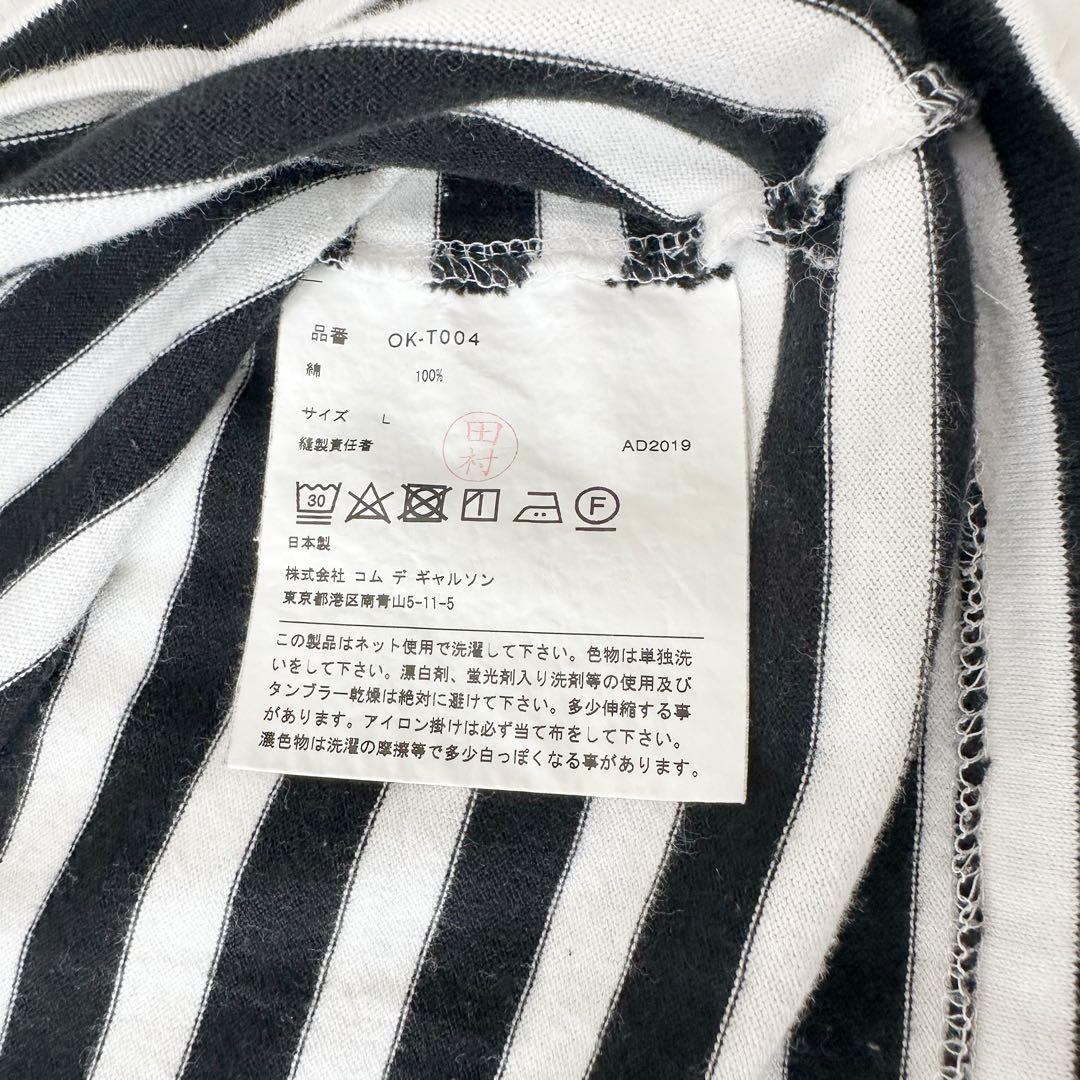 品番 OK-T004
綿 100%
サイズ L
縫製責任者 田村 AD2019
30 F
日本製
株式会社 コム デ ギャルソン
東京都港区南青山5-11-5
この製品はネット使用で洗濯して下さい。色物は単独洗
いをして下さい。漂白剤、蛍光剤入り洗剤等の使用及び
タンブラー乾燥は絶対に避けて下さい。多少伸縮する事
があります。アイロン掛けは必ず当て布をして下さい。
濃色物は洗濯の摩擦等で多少白っぽくなる事があります。